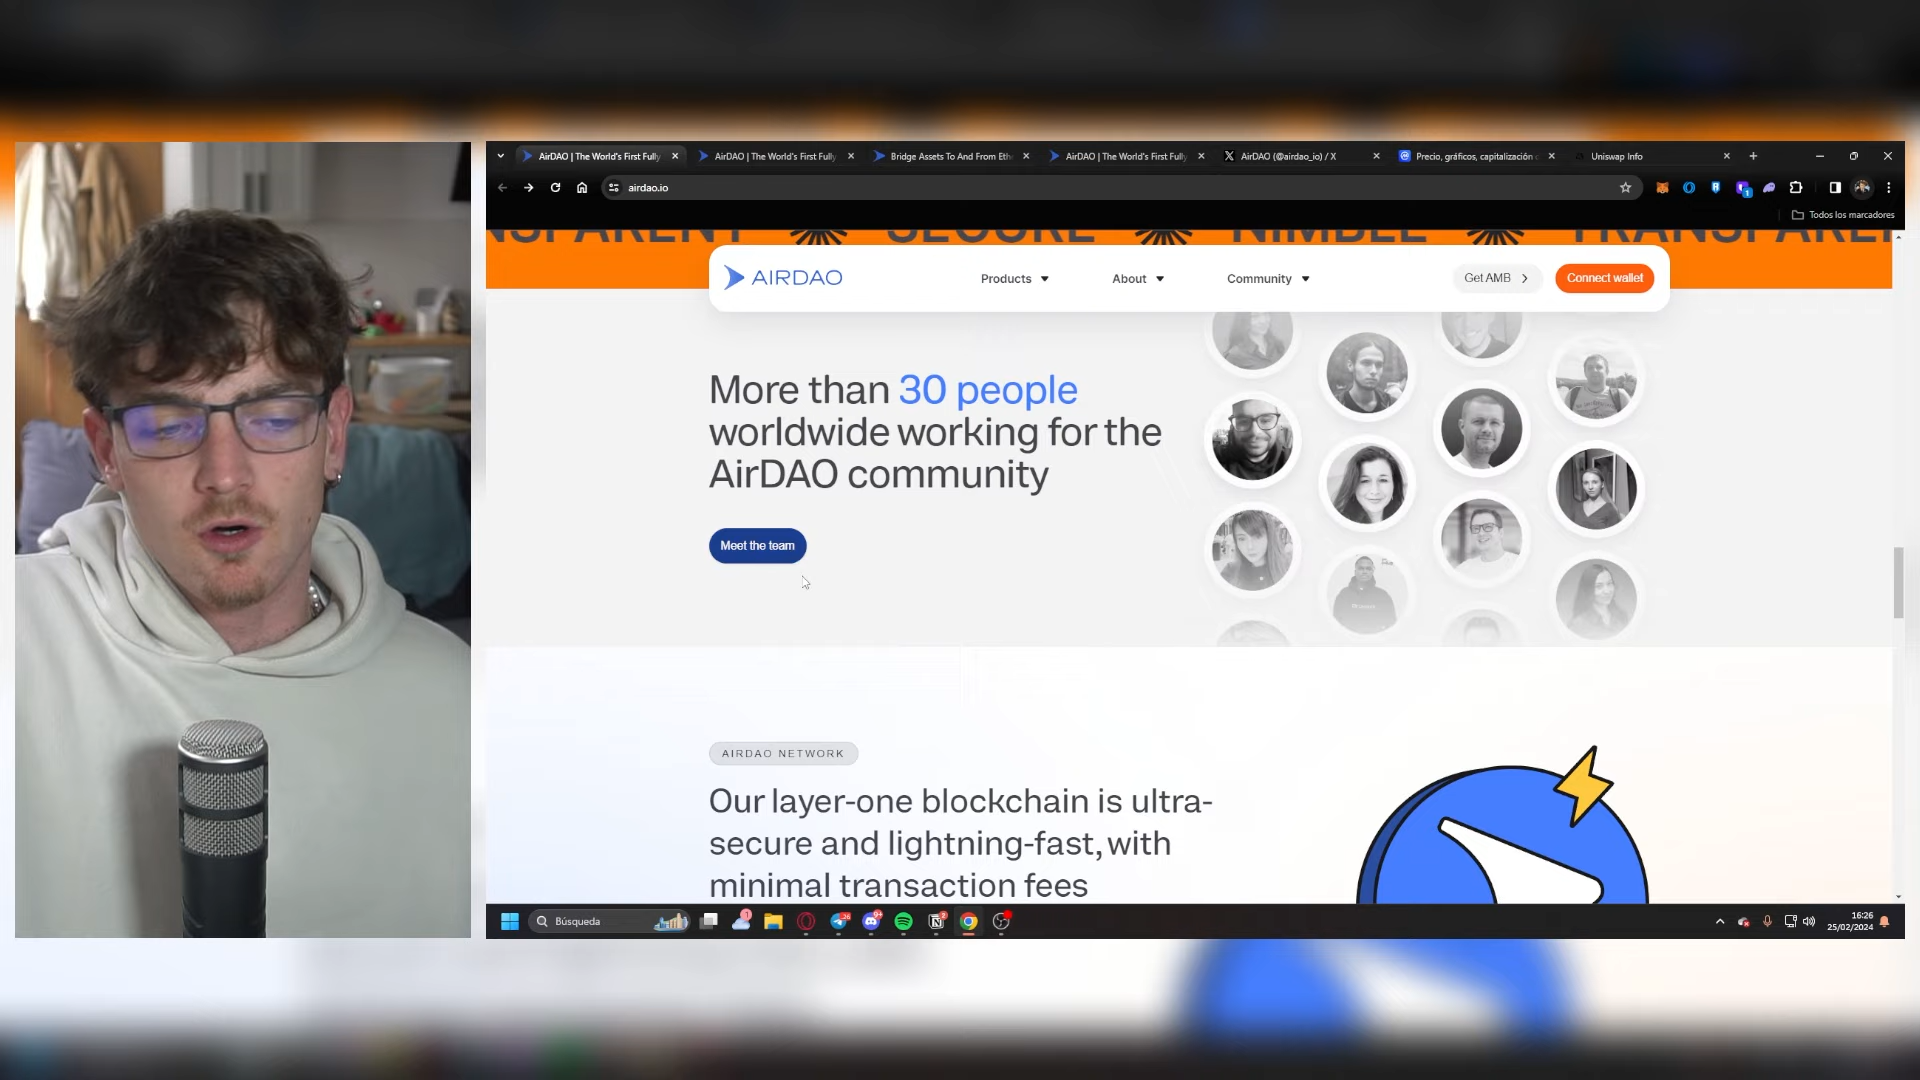 AirDAO | The World's First Fully
AirDAO | The World's First Fully
Bridge Assets To And From Eth
AirDAO | The World's First Fully
AirDAO (@airdao_io) / X
Precio, gráficos, capitalización
Uniswap Info
airdao.io
Todos los marcadores
NSPARENT SECURE NIMBLE TRANSPAREN
AIRDAO
Products
About
Community
Get AMB
Connect wallet
More than 30 people
worldwide working for the
AirDAO community
Meet the team
AIRDAO NETWORK
Our layer-one blockchain is ultra-
secure and lightning-fast, with
minimal transaction fees
Búsqueda
16:26
25/02/2024